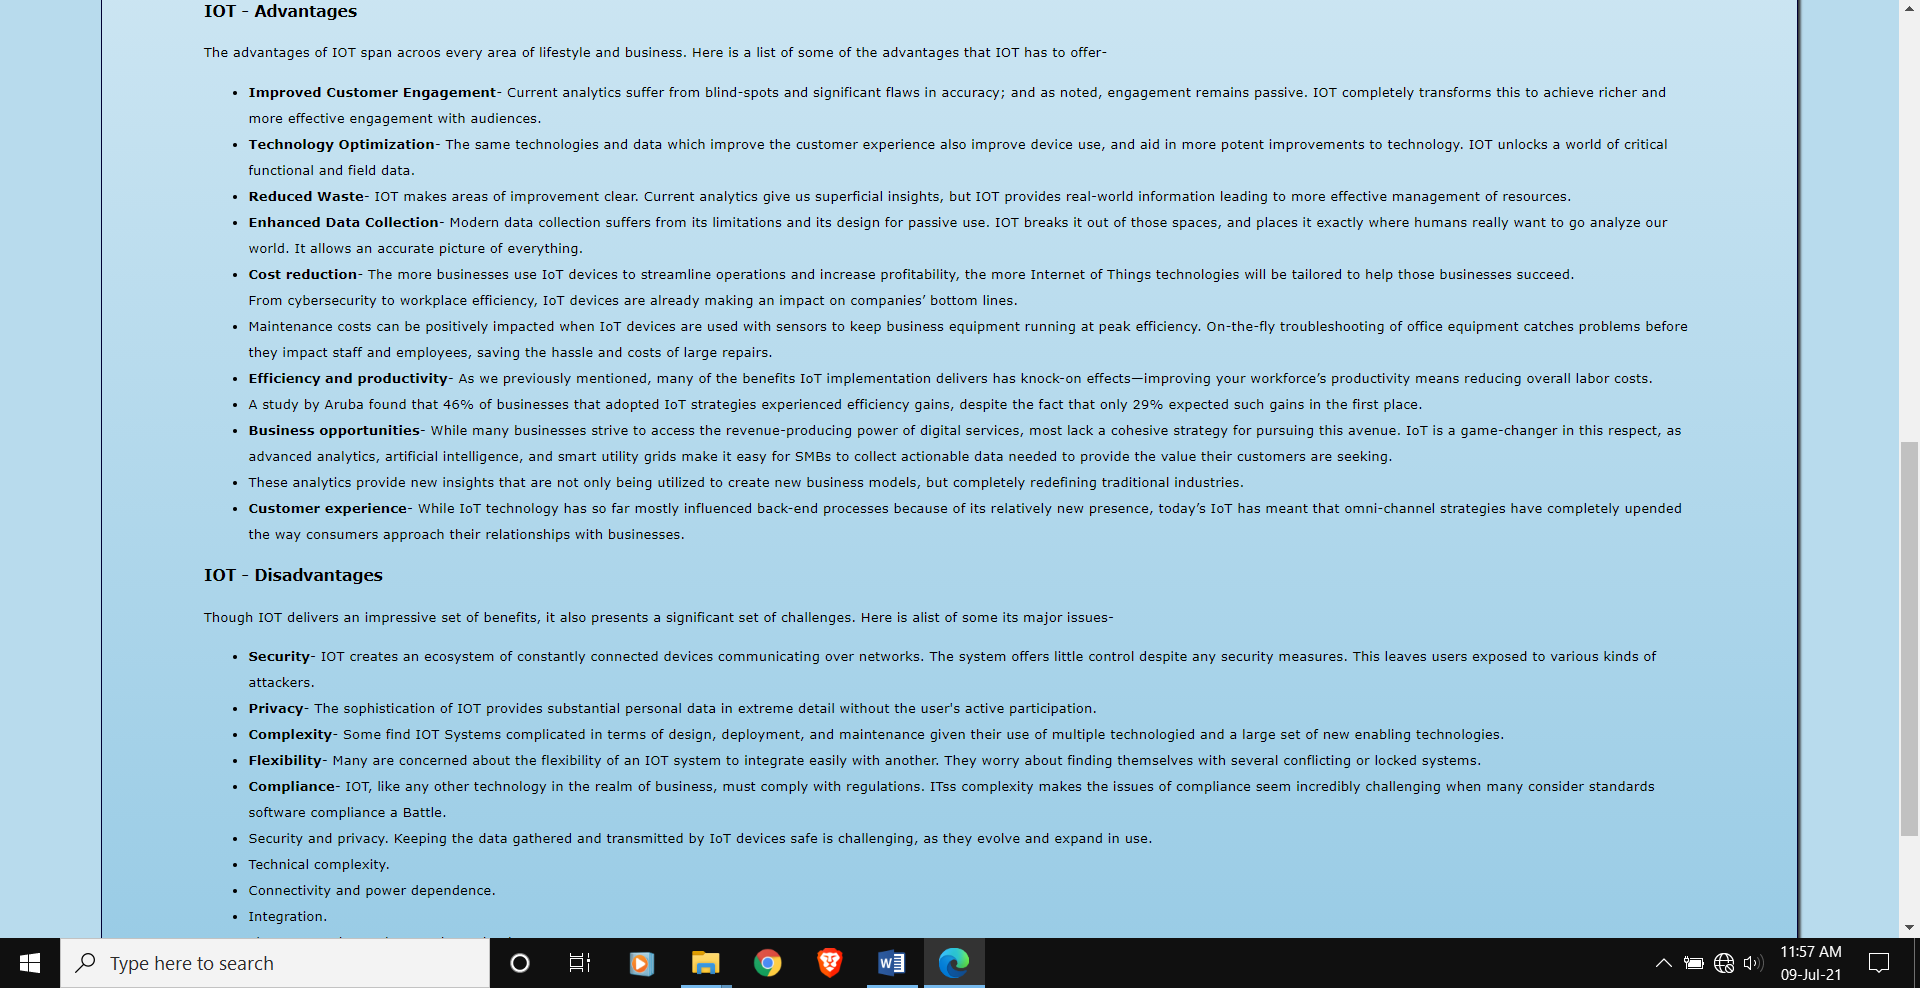 IOT - Advantages
The advantages of IOT span acroos every area of lifestyle and business. Here is a list of some of the advantages that IOT has to offer-
• Improved Customer Engagement- Current analytics suffer from blind-spots and significant flaws in accuracy; and as noted, engagement remains passive. IOT completely transforms this to achieve richer and
more effective engagement with audiences.
• Technology Optimization- The same technologies and data which improve the customer experience also improve device use, and aid in more potent improvements to technology. IOT unlocks a world of critical
functional and field data.
• Reduced Waste- IOT makes areas of improvement clear. Current analytics give us superficial insights, but IOT provides real-world information leading to more effective management of resources.
• Enhanced Data Collection- Modern data collection suffers from its limitations and its design for passive use. IOT breaks it out of those spaces, and places it exactly where humans really want to go analyze our
world. It allows an accurate picture of everything.
• Cost reduction- The more businesses use IoT devices to streamline operations and increase profitability, the more Internet of Things technologies will be tailored to help those businesses succeed.
From cybersecurity to workplace efficiency, IoT devices are already making an impact on companies’ bottom lines.
• Maintenance costs can be positively impacted when IoT devices are used with sensors to keep business equipment running at peak efficiency. On-the-fly troubleshooting of office equipment catches problems before
they impact staff and employees, saving the hassle and costs of large repairs.
• Efficiency and productivity- As we previously mentioned, many of the benefits IoT implementation delivers has knock-on effects—improving your workforce’s productivity means reducing overall labor costs.
• A study by Aruba found that 46% of businesses that adopted IoT strategies experienced efficiency gains, despite the fact that only 29% expected such gains in the first place.
• Business opportunities- While many businesses strive to access the revenue-producing power of digital services, most lack a cohesive strategy for pursuing this avenue. IoT is a game-changer in this respect, as
advanced analytics, artificial intelligence, and smart utility grids make it easy for SMBs to collect actionable data needed to provide the value their customers are seeking.
• These analytics provide new insights that are not only being utilized to create new business models, but completely redefining traditional industries.
• Customer experience- While IoT technology has so far mostly influenced back-end processes because of its relatively new presence, today’s IoT has meant that omni-channel strategies have completely upended
the way consumers approach their relationships with businesses.
IOT - Disadvantages
Though IOT delivers an impressive set of benefits, it also presents a significant set of challenges. Here is alist of some its major issues-
• Security- IOT creates an ecosystem of constantly connected devices communicating over networks. The system offers little control despite any security measures. This leaves users exposed to various kinds of
attackers.
• Privacy- The sophistication of IOT provides substantial personal data in extreme detail without the user's active participation.
• Complexity- Some find IOT Systems complicated in terms of design, deployment, and maintenance given their use of multiple technologied and a large set of new enabling technologies.
• Flexibility- Many are concerned about the flexibility of an IOT system to integrate easily with another. They worry about finding themselves with several conflicting or locked systems.
• Compliance- IOT, like any other technology in the realm of business, must comply with regulations. ITss complexity makes the issues of compliance seem incredibly challenging when many consider standards
software compliance a Battle.
• Security and privacy. Keeping the data gathered and transmitted by IoT devices safe is challenging, as they evolve and expand in use.
• Technical complexity.
• Connectivity and power dependence.
• Integration.
Type here to search
11:57 AM
09-Jul-21